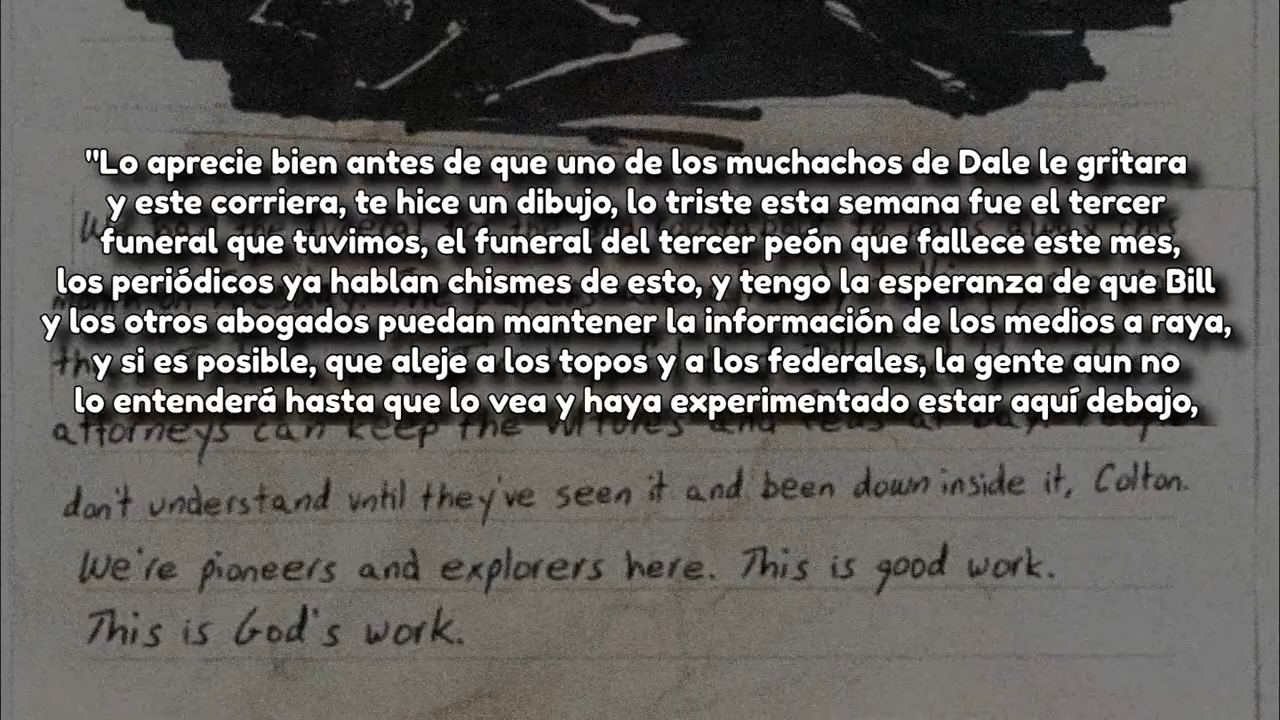 "Lo aprecie bien antes de que uno de los muchachos de Dale le gritara
y este corriera, te hice un dibujo, lo triste esta semana fue el tercer
funeral que tuvimos, el funeral del tercer peón que fallece este mes,
los periódicos ya hablan chismes de esto, y tengo la esperanza de que Bill
y los otros abogados puedan mantener la información de los medios a raya,
y si es posible, que aleje a los topos y a los federales, la gente aun no
lo entenderá hasta que lo vea y haya experimentado estar aquí debajo,
attorneys can keep the and feds at bay. People
don't understand until they've seen it and been down inside it, Colton.
We're pioneers and explorers here. This is good work.
This is God's work.